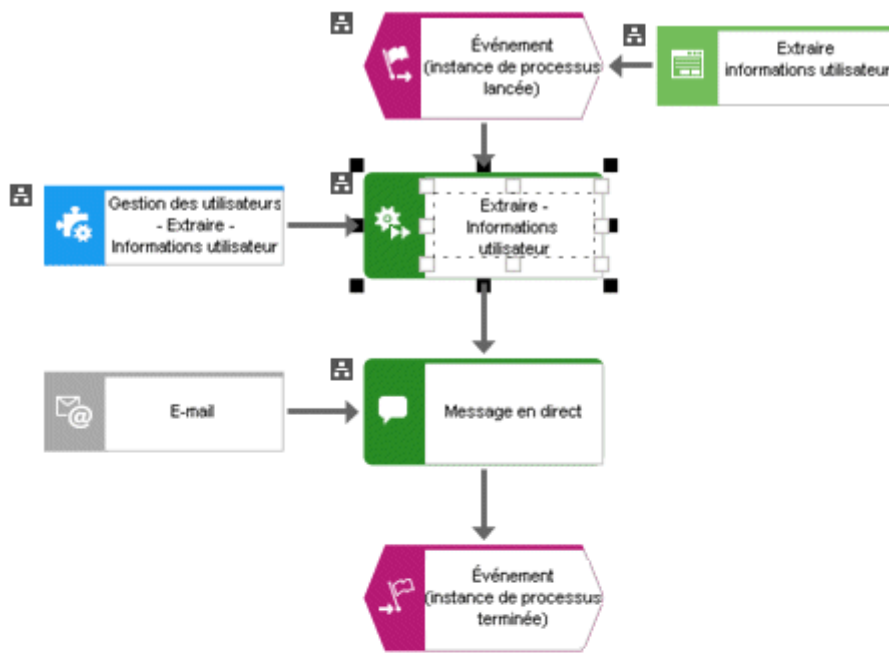 Événement
(instance de processus
lancée)
Extraire
informations utilisateur
Gestion des utilisateurs
- Extraire -
Informations utilisateur
Extraire -
Informations
utilisateur
E-mail
Message en direct
Événement
(instance de processus
terminée)